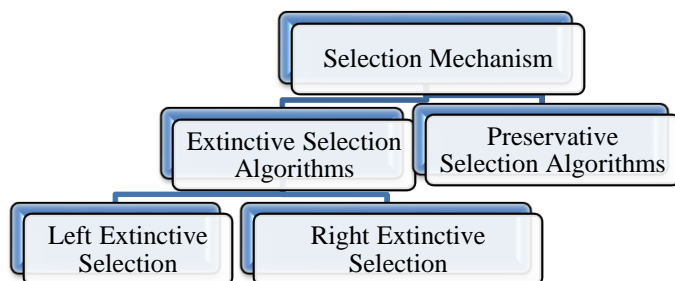 Selection Mechanism
Extinctive Selection
Algorithms
Preservative
Selection Algorithms
Left Extinctive
Selection
Right Extinctive
Selection